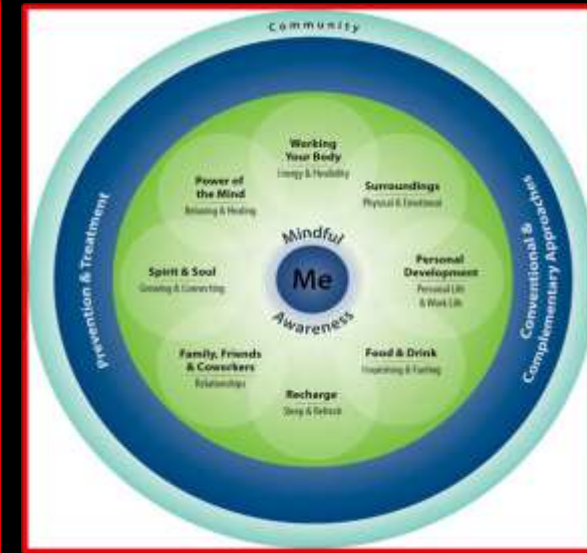 Community
Working
Your Body
Energy & Flexibility
Power of
the Mind
Relaxing & Healing
Surroundings
Physical & Emotional
Mindful
Me
Awareness
Spirit & Soul
Growing & Connecting
Personal
Development
Personal Life
& Work Life
Family, Friends
& Coworkers
Relationships
Food & Drink
Nourishing & Fueling
Recharge
Sleep & Refresh
Prevention & Treatment
Conventional &
Complementary Approaches